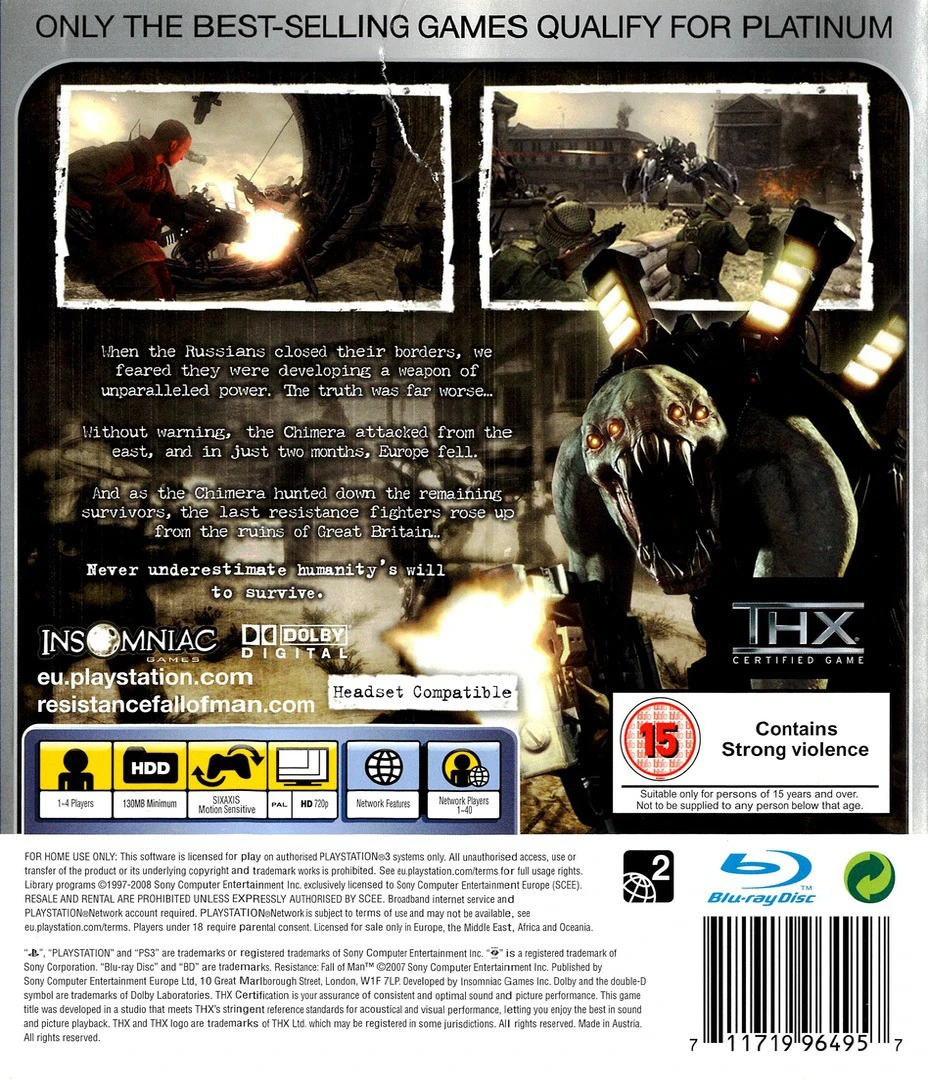 ONLY THE BEST-SELLING GAMES QUALIFY FOR PLATINUM
When the Russians closed their borders, we
feared they were developing a weapon of
unparalleled power. The truth was far worse...
Without warning, the Chimera attacked from the
east, and in just two months, Europe fell.
And as the Chimera hunted down the remaining
survivors, the last resistance fighters rose up
from the ruins of Great Britain...
Never underestimate humanity's will
to survive.
INSOMNIAC
GAMES
DOLBY
DIGITAL
THX
CERTIFIED GAME
eu.playstation.com
resistancefallofman.com
Headset Compatible
15
Contains
Strong violence
Suitable only for persons of 15 years and over.
Not to be supplied to any person below that age.
HDD
1-4 Players
130MB Minimum
SIXAXIS
Motion Sensitive
PAL
HD 720p
Network Features
Network Players
1-40
FOR HOME USE ONLY: This software is licensed for play on authorised PLAYSTATION®3 systems only. All unauthorised access, use or
transfer of the product or its underlying copyright and trademark works is prohibited. See eu.playstation.com/terms for full usage rights.
Library programs ©1997-2008 Sony Computer Entertainment Inc. exclusively licensed to Sony Computer Entertainment Europe (SCEE).
RESALE AND RENTAL ARE PROHIBITED UNLESS EXPRESSLY AUTHORISED BY SCEE. Broadband internet service and
PLAYSTATION®Network account required. PLAYSTATION®Network is subject to terms of use and may not be available, see
eu.playstation.com/terms. Players under 18 require parental consent. Licensed for sale only in Europe, the Middle East, Africa and Oceania.
2
Blu-ray Disc™
"", "PLAYSTATION" and "PS3" are trademarks or registered trademarks of Sony Computer Entertainment Inc. "" is a registered trademark of
Sony Corporation. "Blu-ray Disc" and "BD" are trademarks. Resistance: Fall of Man™ ©2007 Sony Computer Entertainment Inc. Published by
Sony Computer Entertainment Europe Ltd, 10 Great Marlborough Street, London, W1F 7LP. Developed by Insomniac Games Inc. Dolby and the double-D
symbol are trademarks of Dolby Laboratories. THX Certification is your assurance of consistent and optimal sound and picture performance. This game
title was developed in a studio that meets THX's stringent reference standards for acoustical and visual performance, letting you enjoy the best in sound
and picture playback. THX and THX logo are trademarks of THX Ltd. which may be registered in some jurisdictions. All rights reserved. Made in Austria.
All rights reserved.
7 11719 96495 7